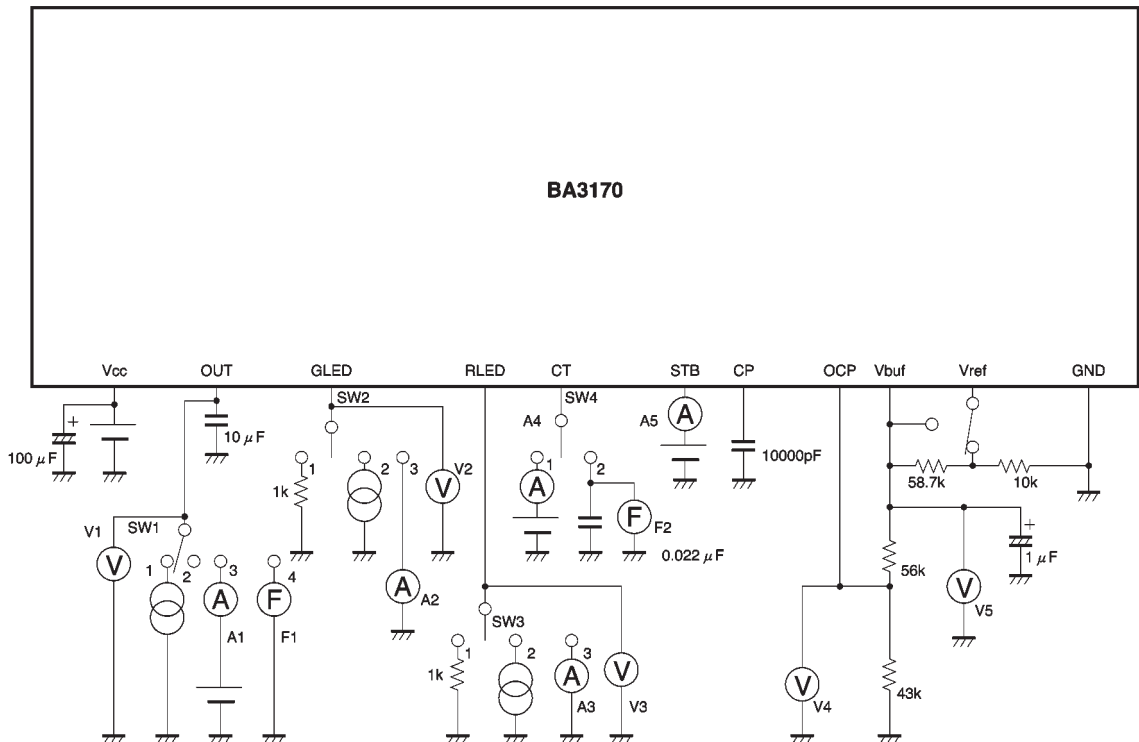 BA3170
Vcc OUT GLED RLED CT STB CP OCP Vbuf Vref GND
SW2 SW4
+ A4 A5
100 μF 10 μF 10000pF
1 2 3 V2 1 2 58.7k 10k
1k V A A
V1 SW1 F F2 +
V 1 2 3 4 0.022 μF 56k 1 μF
A F A A2 V V5
A1 F1 SW3
1 2 3
1k A V V 43k
A3 V3 V4